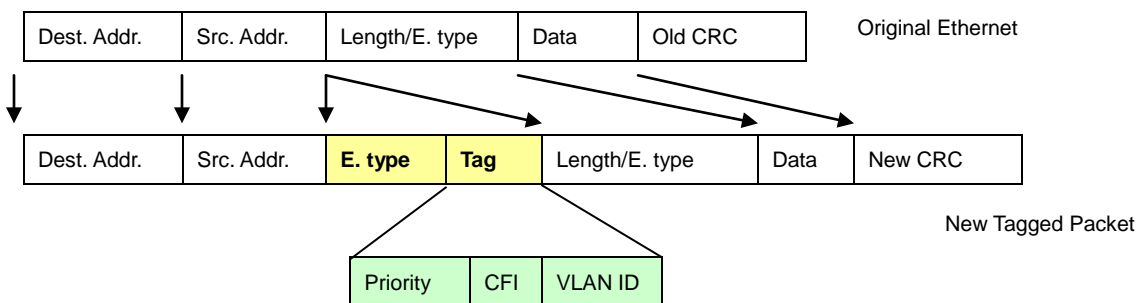 Dest. Addr. Src. Addr. Length/E. type Data Old CRC Original Ethernet
Dest. Addr. Src. Addr. E. type Tag Length/E. type Data New CRC
New Tagged Packet
Priority CFI VLAN ID